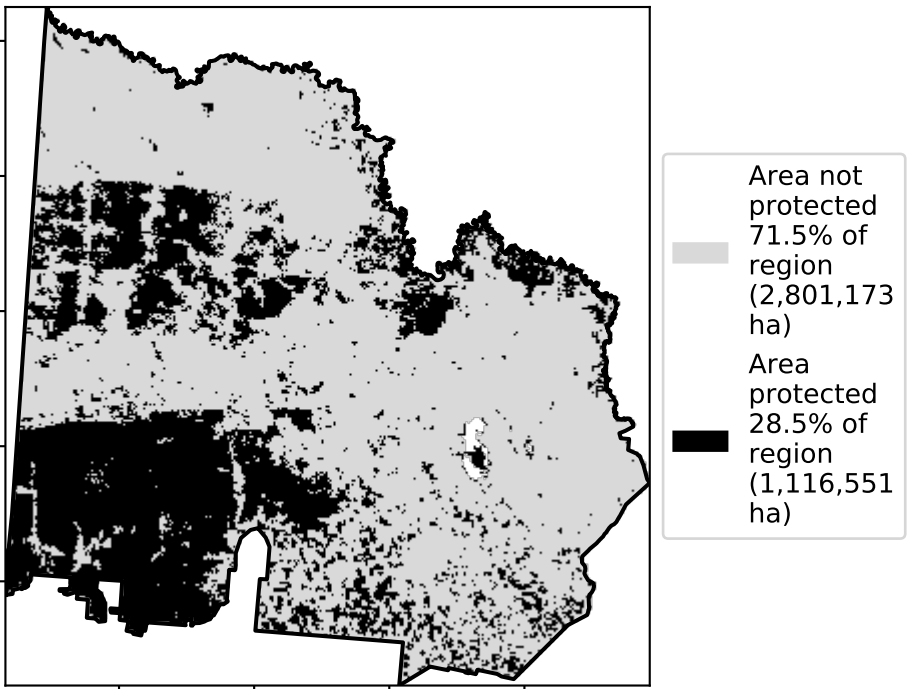 Area not
protected
71.5% of
region
(2,801,173
ha)
Area
protected
28.5% of
region
(1,116,551
ha)